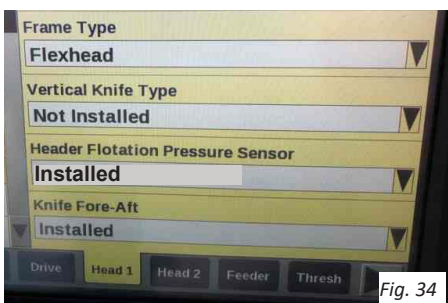 Frame Type
Flexhead
Vertical Knife Type
Not Installed
Header Flotation Pressure Sensor
Installed
Knife Fore-Aft
Installed
Drive Head 1 Head 2 Feeder Thresh
Fig. 34